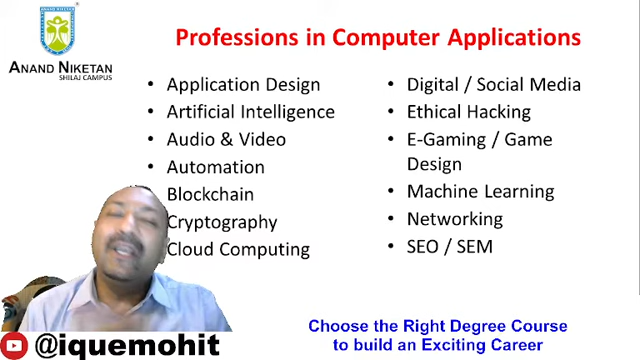 ANAND NIKETAN
SHILAJ CAMPUS
Professions in Computer Applications
• Application Design
• Artificial Intelligence
• Audio & Video
• Automation
Blockchain
Cryptography
Cloud Computing
• Digital / Social Media
• Ethical Hacking
• E-Gaming / Game
Design
• Machine Learning
• Networking
• SEO / SEM
@iquemohit
Choose the Right Degree Course
to build an Exciting Career